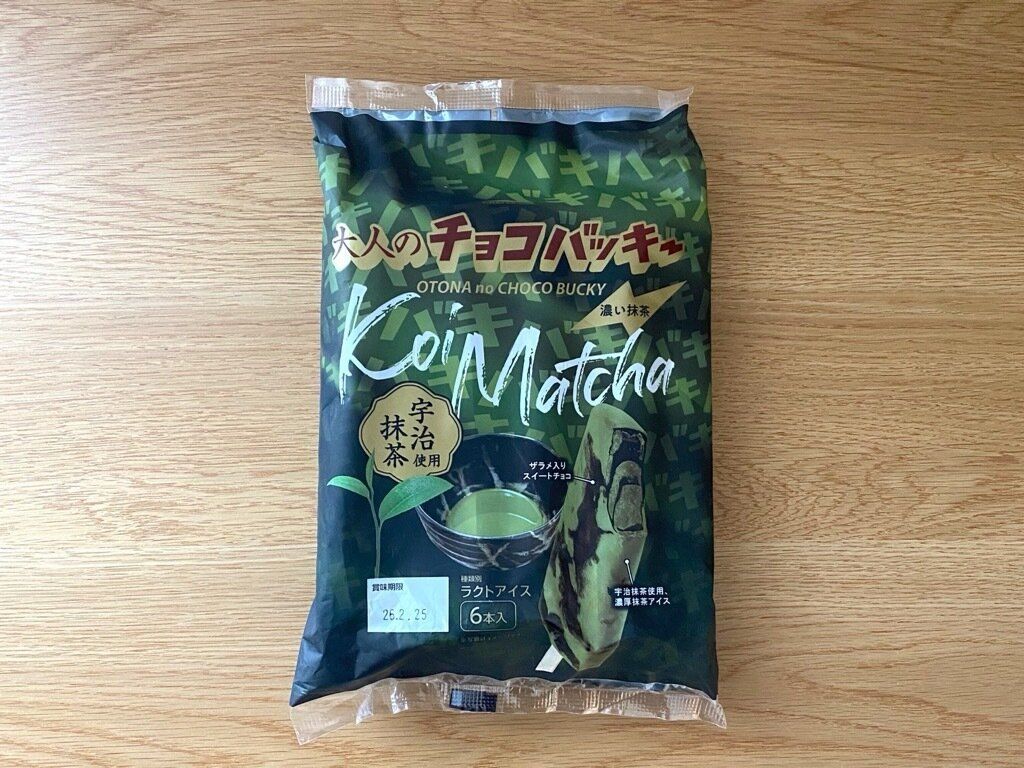 大人のチョコバッキー
OTONA no CHOCO BUCKY
Koi Matcha
濃い抹茶
宇治
抹茶
使用
ザラメ入り
スイートチョコ
宇治抹茶使用、
濃厚抹茶アイス
賞味期限
26.2.25
種類別
ラクトアイス
6本入